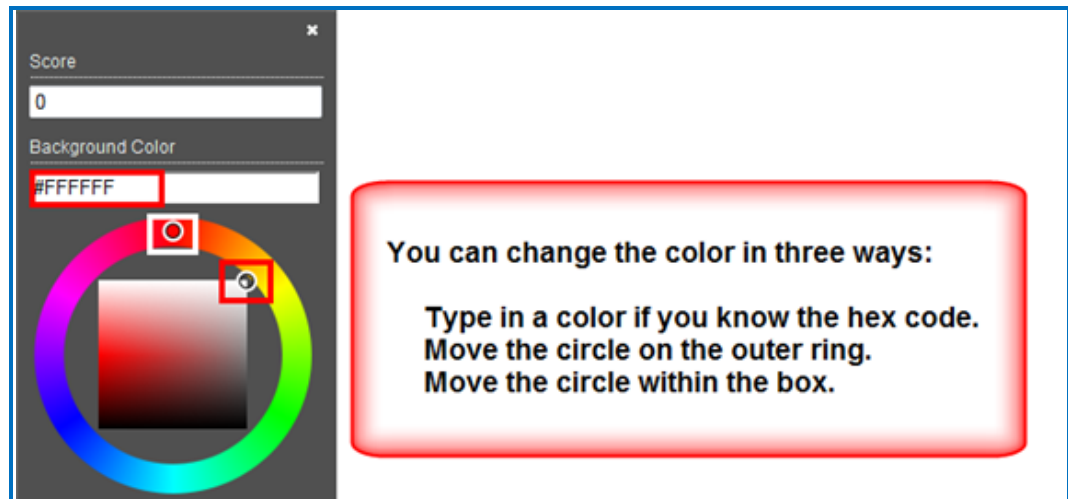 Score
0
Background Color
#FFFFFF
You can change the color in three ways:
Type in a color if you know the hex code.
Move the circle on the outer ring.
Move the circle within the box.